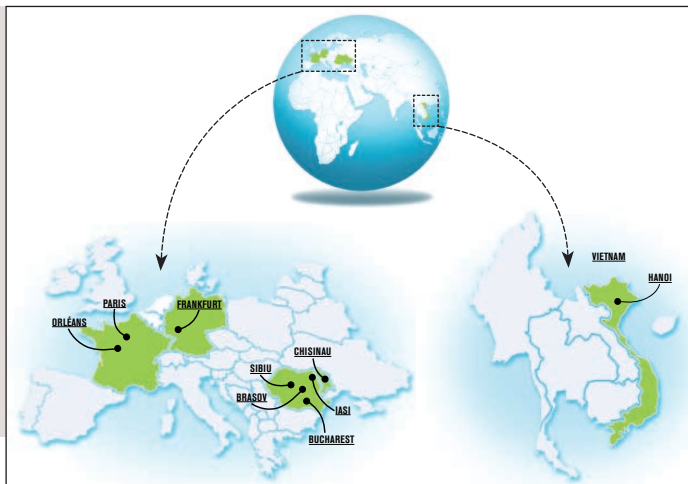 VIETNAM
HANOI
PARIS
FRANKFURT
ORLÉANS
CHISINAU
SIBIU
BRASOV
IASI
BUCHAREST